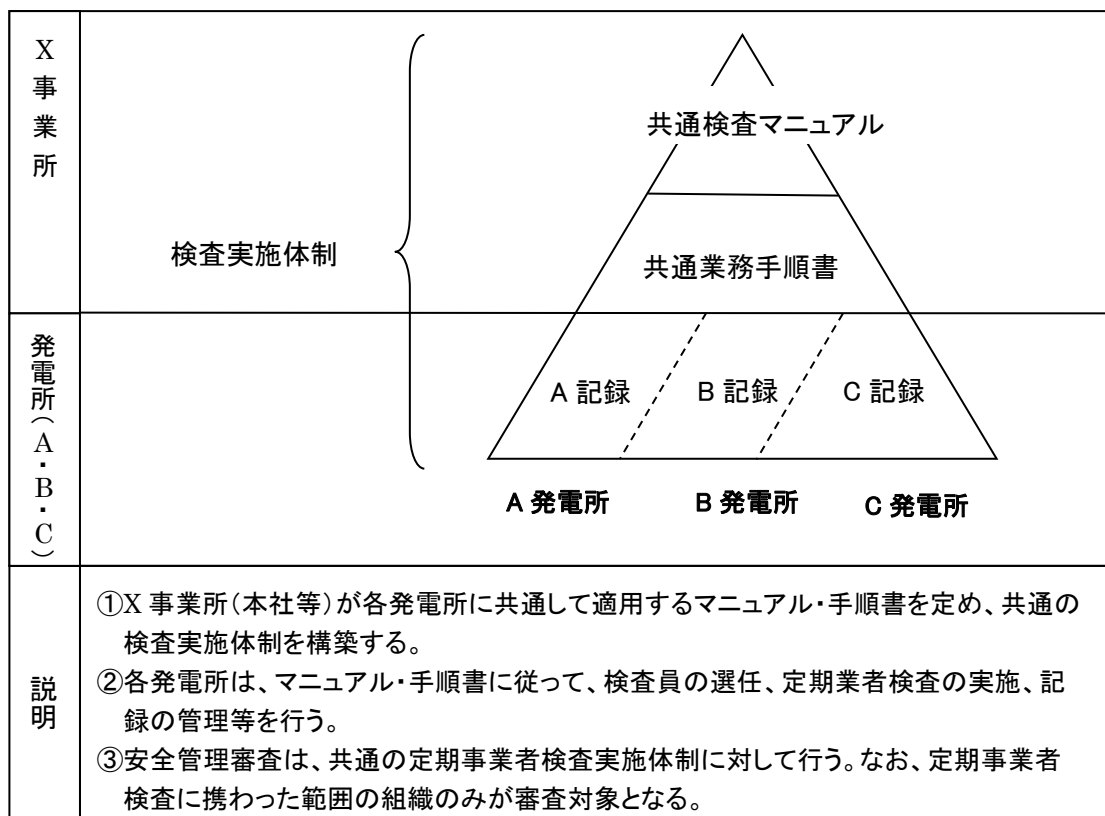 X事業所
共通検査マニュアル
検査実施体制
共通業務手順書
発電所(A・B・C)
A 記録
B 記録
C 記録
A 発電所
B 発電所
C 発電所
説明
①X 事業所(本社等)が各発電所に共通して適用するマニュアル・手順書を定め、共通の
検査実施体制を構築する。
②各発電所は、マニュアル・手順書に従って、検査員の選任、定期業者検査の実施、記
録の管理等を行う。
③安全管理審査は、共通の定期事業者検査実施体制に対して行う。なお、定期事業者
検査に携わった範囲の組織のみが審査対象となる。